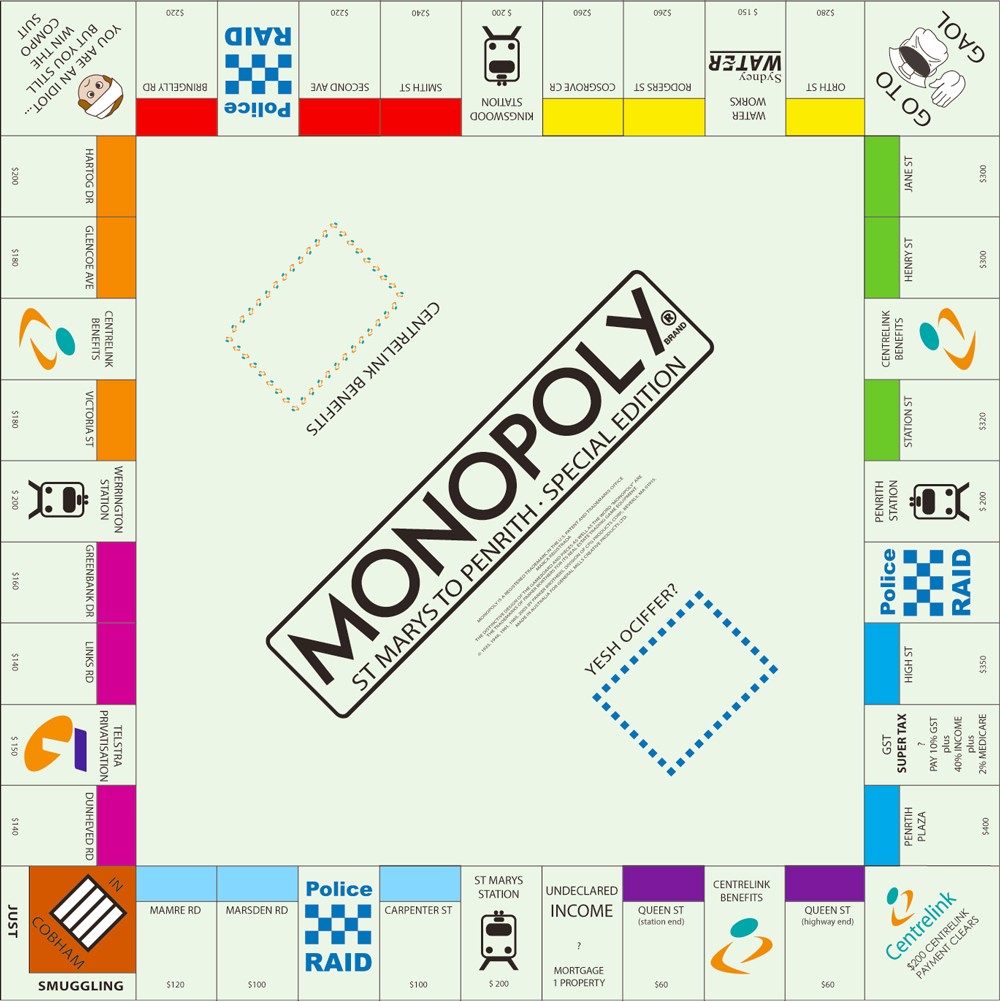 YOU ARE AN IDIOT...
BUT YOU STILL
WIN THE
COMPO
SUIT
$220
BRINGELLY RD
Police
RAID
$220
SECOND AVE
$240
SMITH ST
$ 200
KINGSWOOD
STATION
$260
COSGROVE CR
$260
RODGERS ST
$ 150
Sydney
WATER
WATER
WORKS
$280
ORTH ST
GO TO
GAOL
JANE ST
$300
HENRY ST
$300
CENTRELINK
BENEFITS
STATION ST
$320
PENRITH
STATION
$ 200
Police
RAID
HIGH ST
$350
GST
SUPER TAX
?
PAY 10% GST
plus
40% INCOME
plus
2% MEDICARE
PENRTIH
PLAZA
$400
Centrelink
$200 CENTRELINK
PAYMENT CLEARS
QUEEN ST
(highway end)
$60
CENTRELINK
BENEFITS
QUEEN ST
(station end)
$60
UNDECLARED
INCOME
?
MORTGAGE
1 PROPERTY
ST MARYS
STATION
$ 200
CARPENTER ST
$100
Police
RAID
MARSDEN RD
$100
MAMRE RD
$120
JUST
IN
COBHAM
SMUGGLING
DUNHEVED RD
$140
TELSTRA
PRIVATISATION
$150
LINKS RD
$140
GREENBANK DR
$160
WERRINGTON
STATION
$ 200
VICTORIA ST
$180
CENTRELINK
BENEFITS
GLENCOE AVE
$180
HARTOG DR
$200
CENTRELINK BENEFITS
MONOPOLY®
BRAND
ST MARYS TO PENRITH · SPECIAL EDITION
YESH OCIFFER?